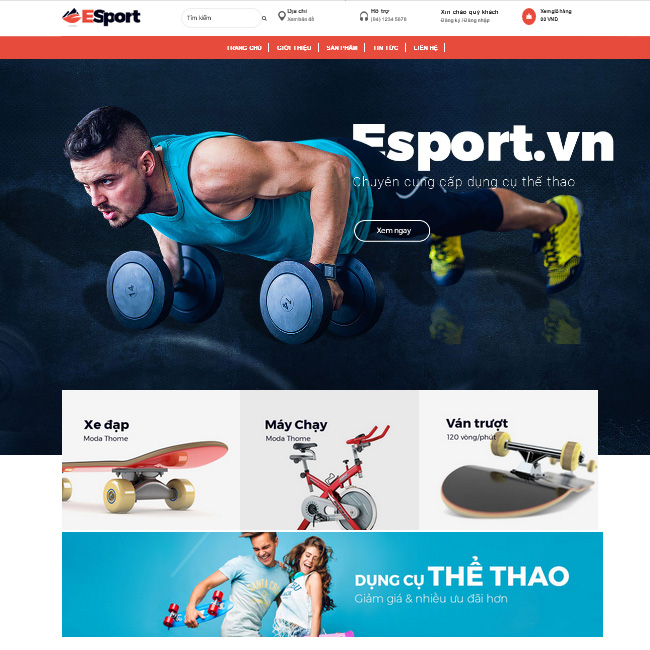 ESport
Tìm kiếm
Địa chỉ
Xem bản đồ
Hỗ trợ
(84) 1234 5678
Xin chào quý khách
Đăng ký / Đăng nhập
Xem giỏ hàng
TRANG CHỦ
GIỚI THIỆU
SẢN PHẨM
TIN TỨC
LIÊN HỆ
Esport.vn
Chuyên cung cấp dụng cụ thể thao
Xem ngay
Xe đạp
Moda Thome
Máy Chạy
Moda Thome
Ván trượt
120 vòng/phút
DỤNG CỤ THỂ THAO
Giảm giá & nhiều ưu đãi hơn